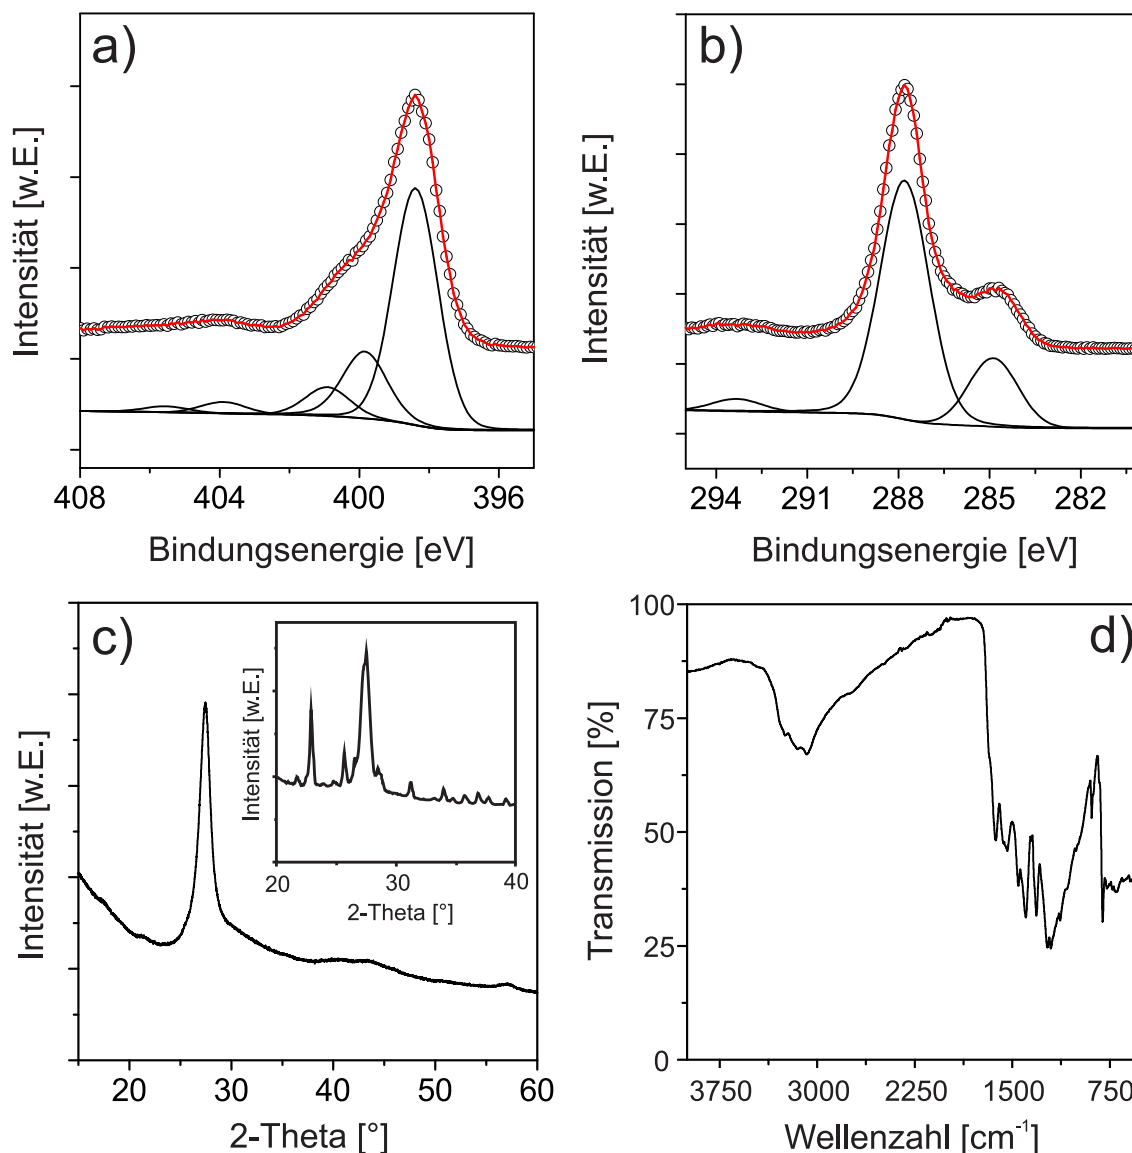 a)
Intensität [w.E.]
408 404 400 396
Bindungsenergie [eV]
b)
Intensität [w.E.]
294 291 288 285 282
Bindungsenergie [eV]
c)
Intensität [w.E.]
20 30 40 50 60
2-Theta [°]
Intensität [w.E.]
20 30 40
2-Theta [°]
d)
Transmission [%]
100
75
50
25
0
3750 3000 2250 1500 750
Wellenzahl [cm⁻¹]